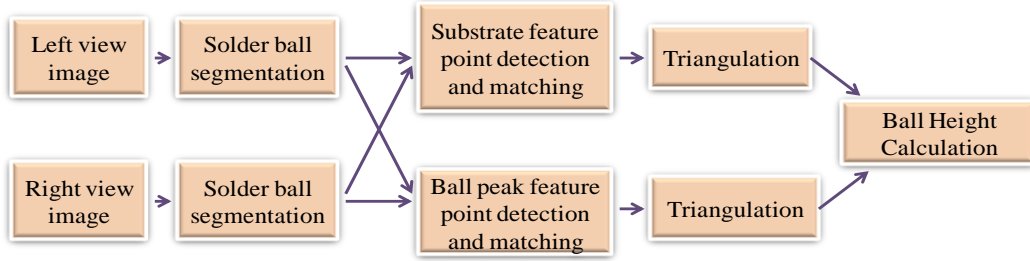 Left view
image
Solder ball
segmentation
Substrate feature
point detection
and matching
Triangulation
Ball Height
Calculation
Right view
image
Solder ball
segmentation
Ball peak feature
point detection
and matching
Triangulation